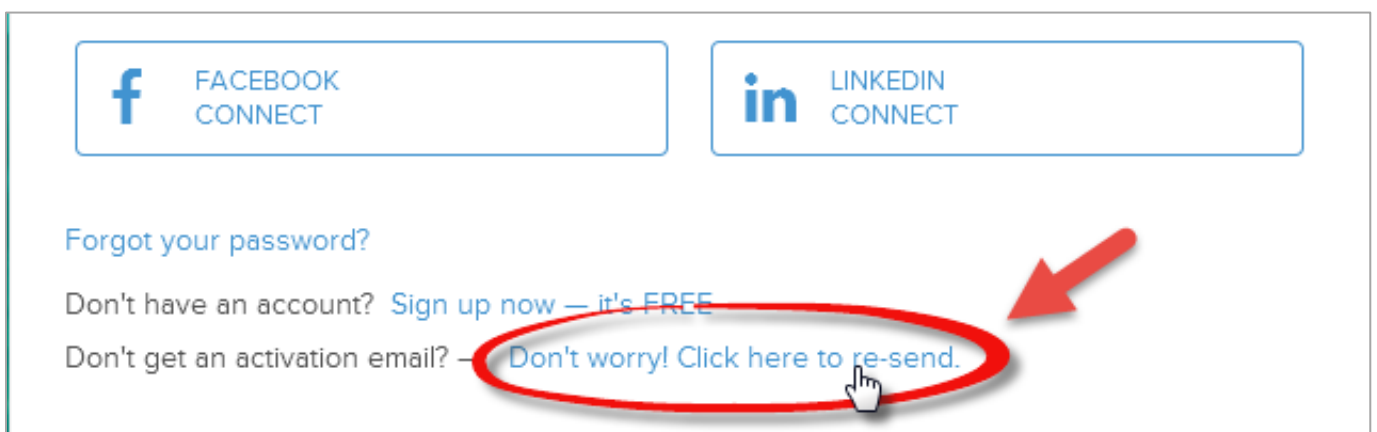 FACEBOOK
CONNECT
LINKEDIN
CONNECT
Forgot your password?
Don't have an account? Sign up now — it's FREE
Don't get an activation email? — Don't worry! Click here to re-send.